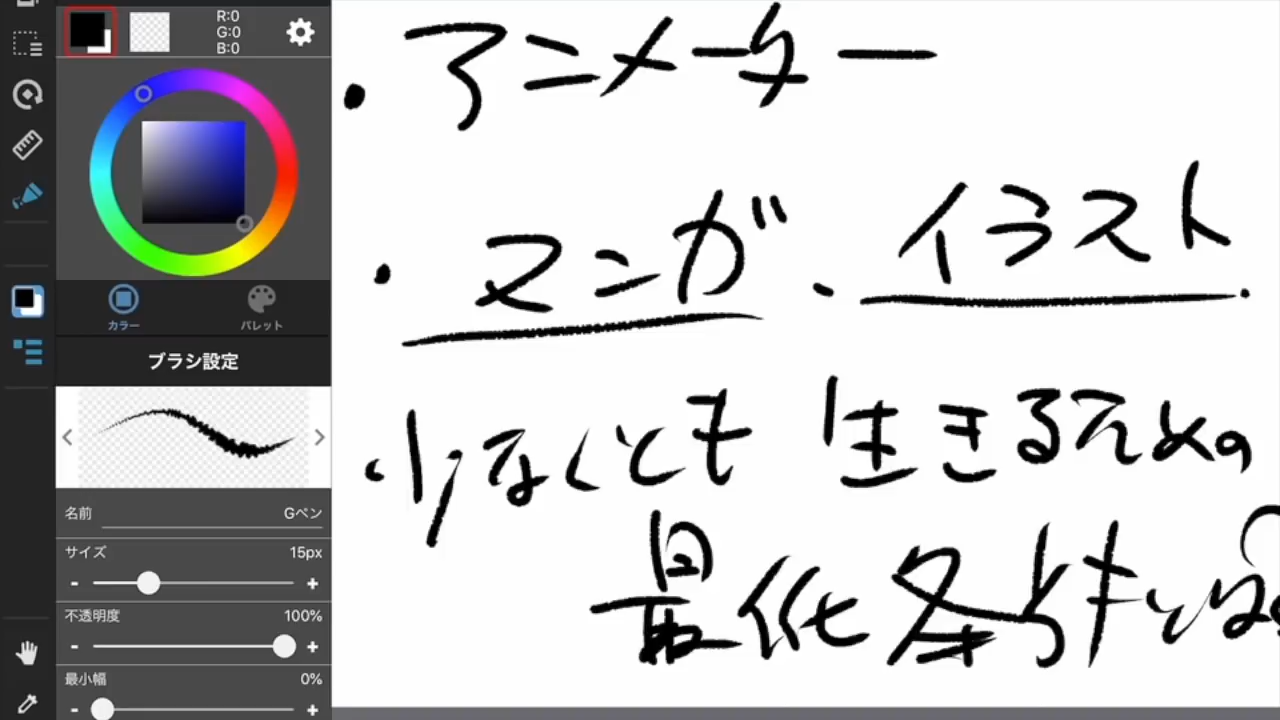 R:0
G:0
B:0
カラー
パレット
ブラシ設定
名前 Gペン
サイズ 15px
- +
不透明度 100%
- +
最小幅 0%
- +
・アニメーター
・マンガ、イラスト.
・少なくとも生きるための
最低条件